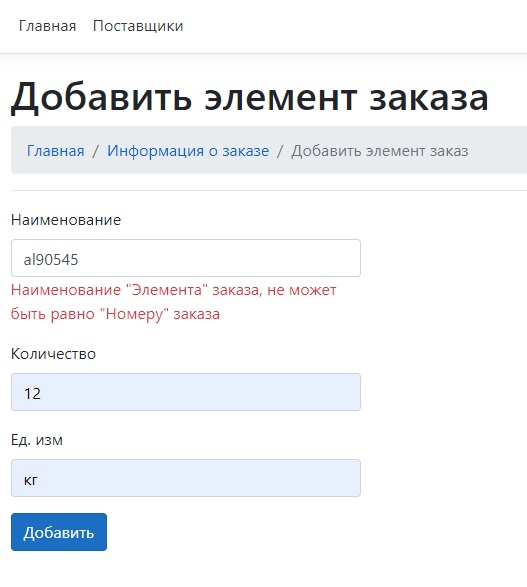 Главная Поставщики
Добавить элемент заказа
Главная / Информация о заказе / Добавить элемент заказ
Наименование
al90545
Наименование "Элемента" заказа, не может
быть равно "Номеру" заказа
Количество
12
Ед. изм
кг
Добавить